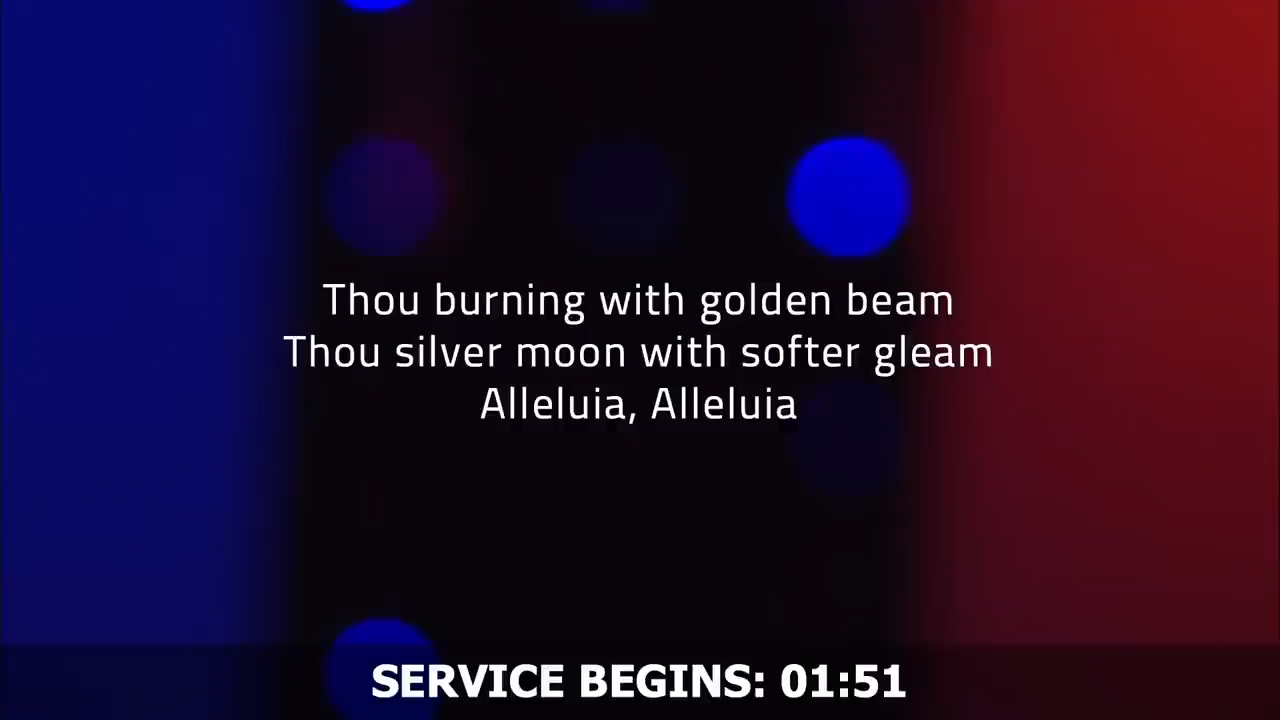 Thou burning with golden beam
Thou silver moon with softer gleam
Alleluia, Alleluia
SERVICE BEGINS: 01:51